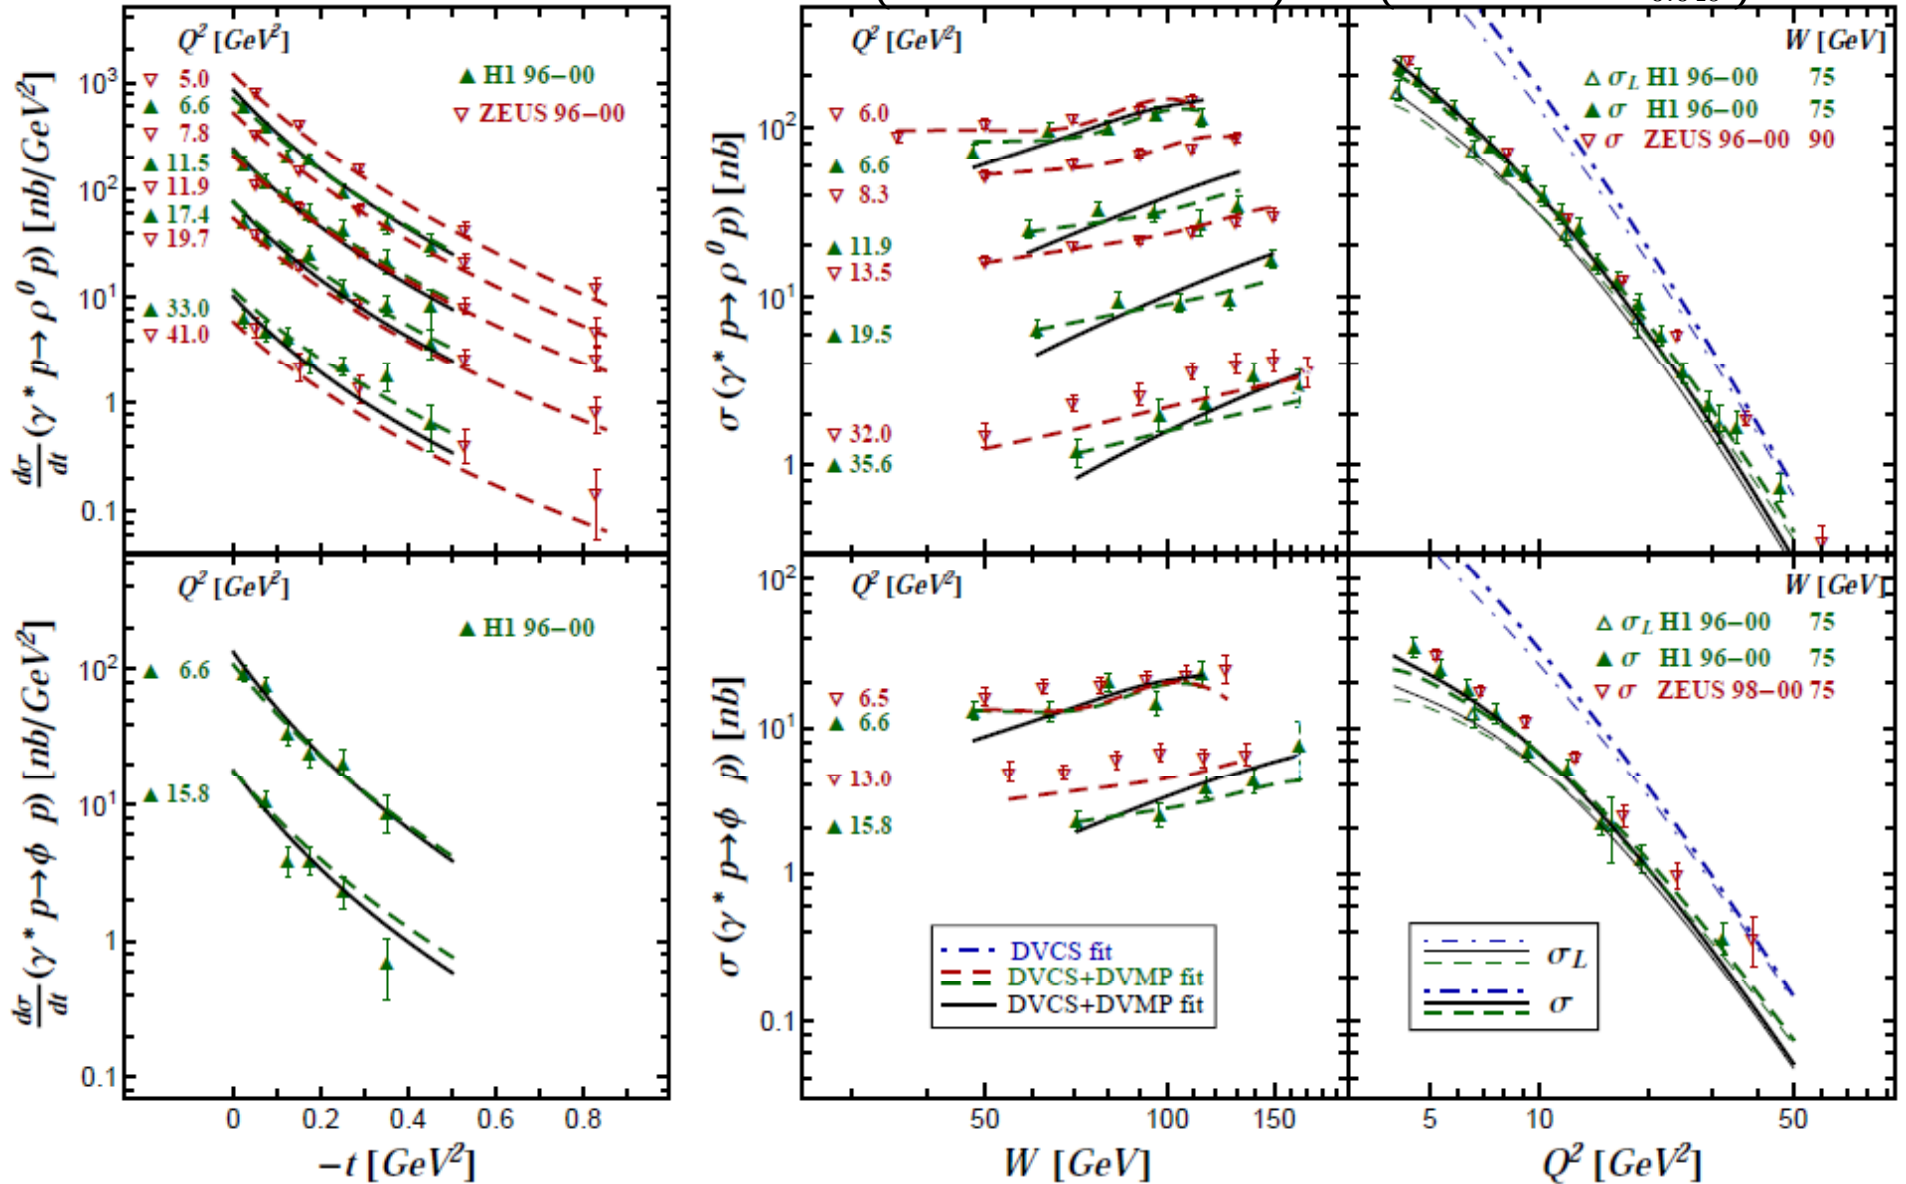 Q² [GeV²]
▲ H1 96–00
▽ ZEUS 96–00
▽ 5.0
▲ 6.6
▽ 7.8
▲ 11.5
▽ 11.9
▲ 17.4
▽ 19.7
▲ 33.0
▽ 41.0
10³
10²
10¹
1
0.1
dσ/dt (γ* p→ ρ⁰ p) [nb/GeV²]
Q² [GeV²]
▽ 6.0
▲ 6.6
▽ 8.3
▲ 11.9
▽ 13.5
▲ 19.5
▽ 32.0
▲ 35.6
10²
10¹
1
σ (γ* p→ ρ⁰ p) [nb]
W [GeV]
△ σL H1 96–00 75
▲ σ H1 96–00 75
▽ σ ZEUS 96–00 90
Q² [GeV²]
▲ H1 96–00
▲ 6.6
▲ 15.8
10²
10¹
1
0.1
dσ/dt (γ* p→ϕ p) [nb/GeV²]
0 0.2 0.4 0.6 0.8
−t [GeV²]
Q² [GeV²]
▽ 6.5
▲ 6.6
▽ 13.0
▲ 15.8
10²
10¹
1
0.1
σ (γ* p→ϕ p) [nb]
DVCS fit
DVCS+DVMP fit
DVCS+DVMP fit
50 100 150
W [GeV]
W [GeV]
△ σL H1 96–00 75
▲ σ H1 96–00 75
▽ σ ZEUS 98–00 75
σL
σ
5 10 50
Q² [GeV²]